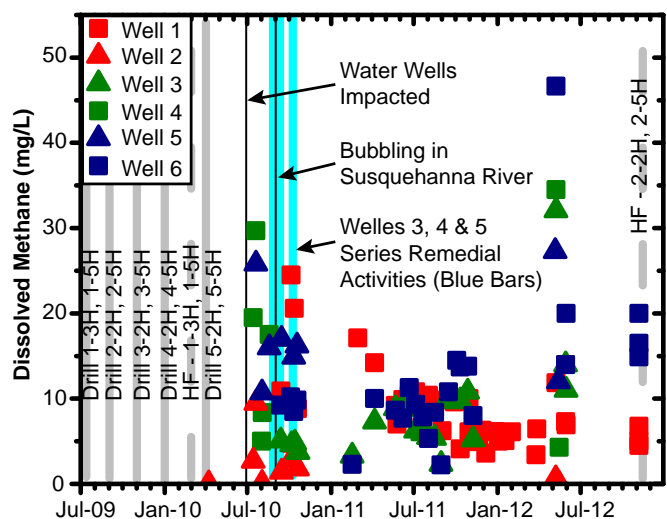 50
40
30
20
10
0
Dissolved Methane (mg/L)
Well 1
Well 2
Well 3
Well 4
Well 5
Well 6
Water Wells
Impacted
Bubbling in
Susquehanna River
Welles 3, 4 & 5
Series Remedial
Activities (Blue Bars)
Drill 1-3H, 1-5H
Drill 2-2H, 2-5H
Drill 3-2H, 3-5H
Drill 4-2H, 4-5H
HF - 1-3H, 1-5H
Drill 5-2H, 5-5H
HF - 2-2H, 2-5H
Jul-09
Jan-10
Jul-10
Jan-11
Jul-11
Jan-12
Jul-12